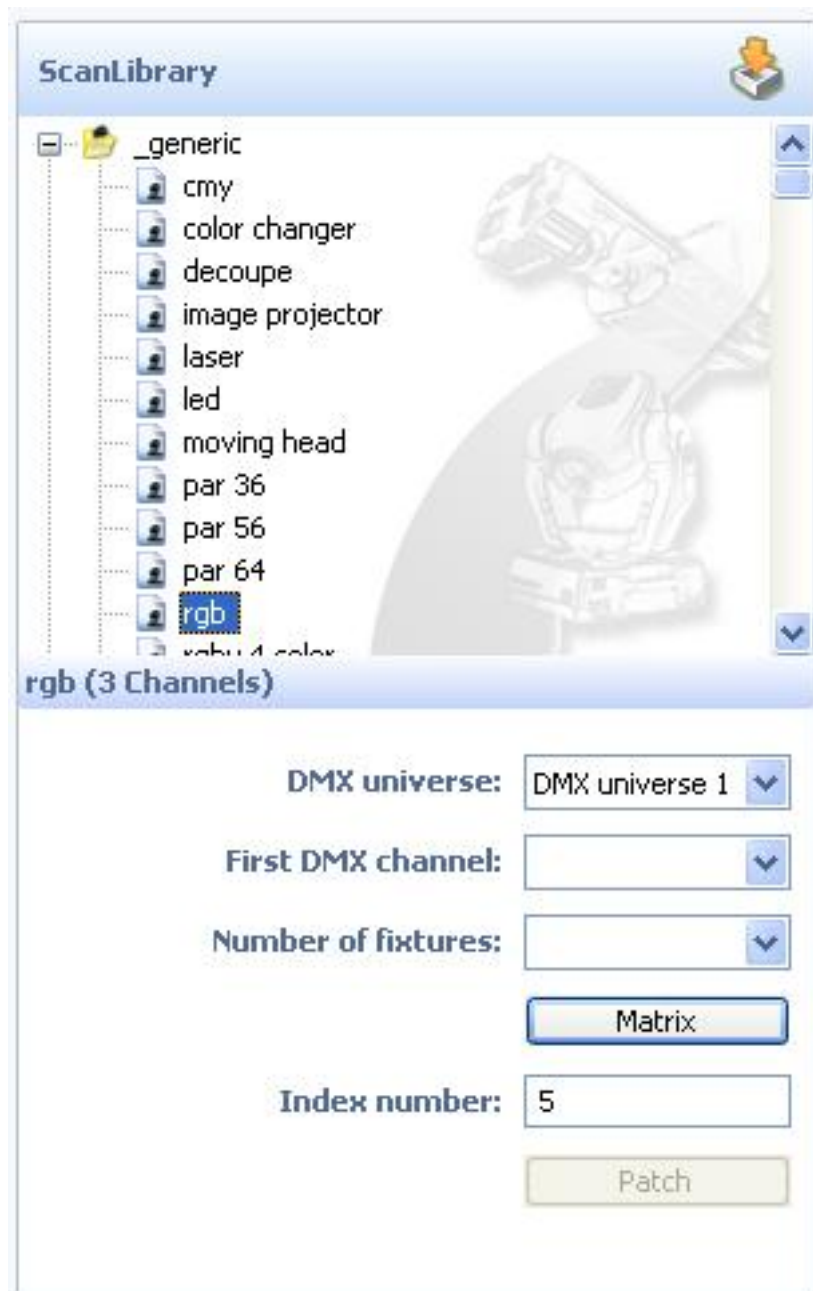 ScanLibrary
_generic
cmy
color changer
decoupe
image projector
laser
led
moving head
par 36
par 56
par 64
rgb
rgb (3 Channels)
DMX universe: DMX universe 1
First DMX channel:
Number of fixtures:
Matrix
Index number: 5
Patch